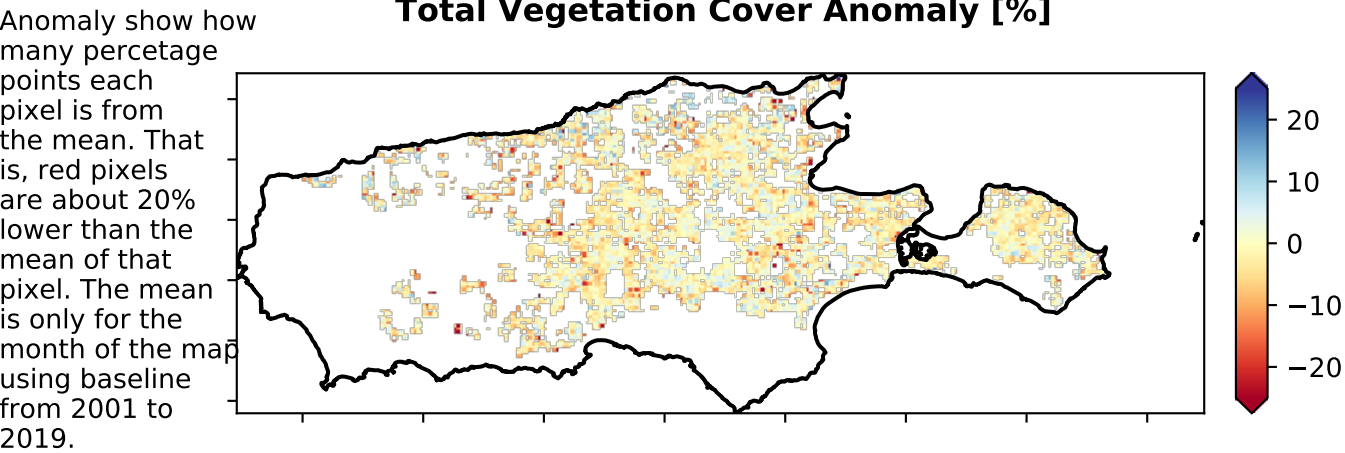 Total Vegetation Cover Anomaly [%]
Anomaly show how
many percetage
points each
pixel is from
the mean. That
is, red pixels
are about 20%
lower than the
mean of that
pixel. The mean
is only for the
month of the map
using baseline
from 2001 to
2019.
20
10
0
−10
−20